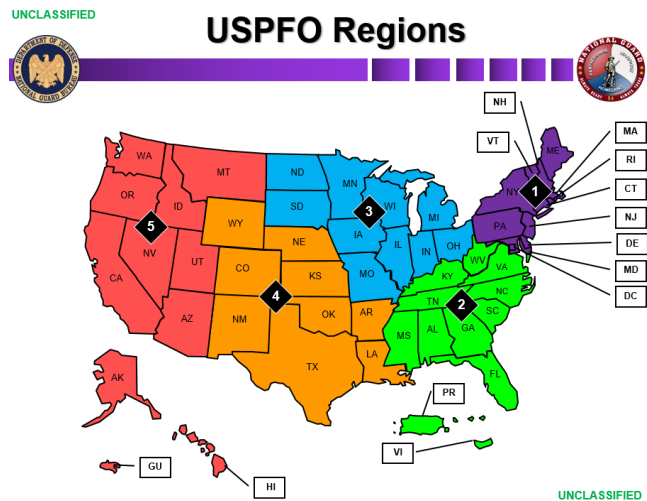 UNCLASSIFIED
USPFO Regions
DEPARTMENT OF DEFENSE
NATIONAL GUARD BUREAU
NATIONAL GUARD
NH
MA
VT
ME
RI
WA
MT
ND
MN
NY
1
CT
OR
ID
SD
WI
3
MI
NJ
5
WY
IA
PA
DE
NV
NE
IL
IN
OH
MD
UT
CO
KS
MO
WV
VA
DC
CA
4
KY
NC
AZ
NM
OK
AR
TN
2
SC
MS
AL
GA
TX
LA
FL
AK
PR
VI
GU
HI
UNCLASSIFIED